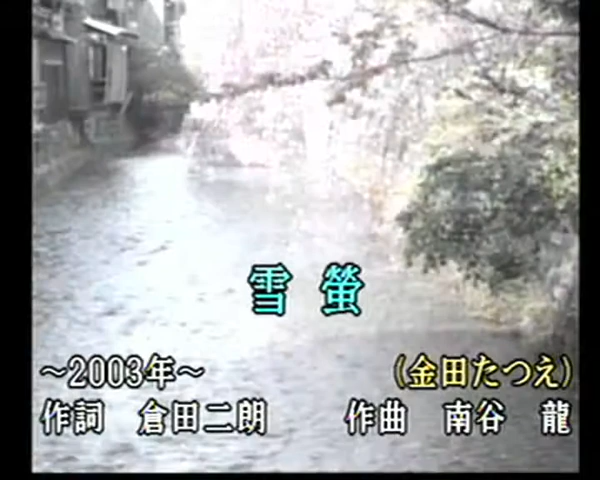 雪 螢
～2003年～ (金田たつえ)
作詞 倉田二朗 作曲 南谷 龍